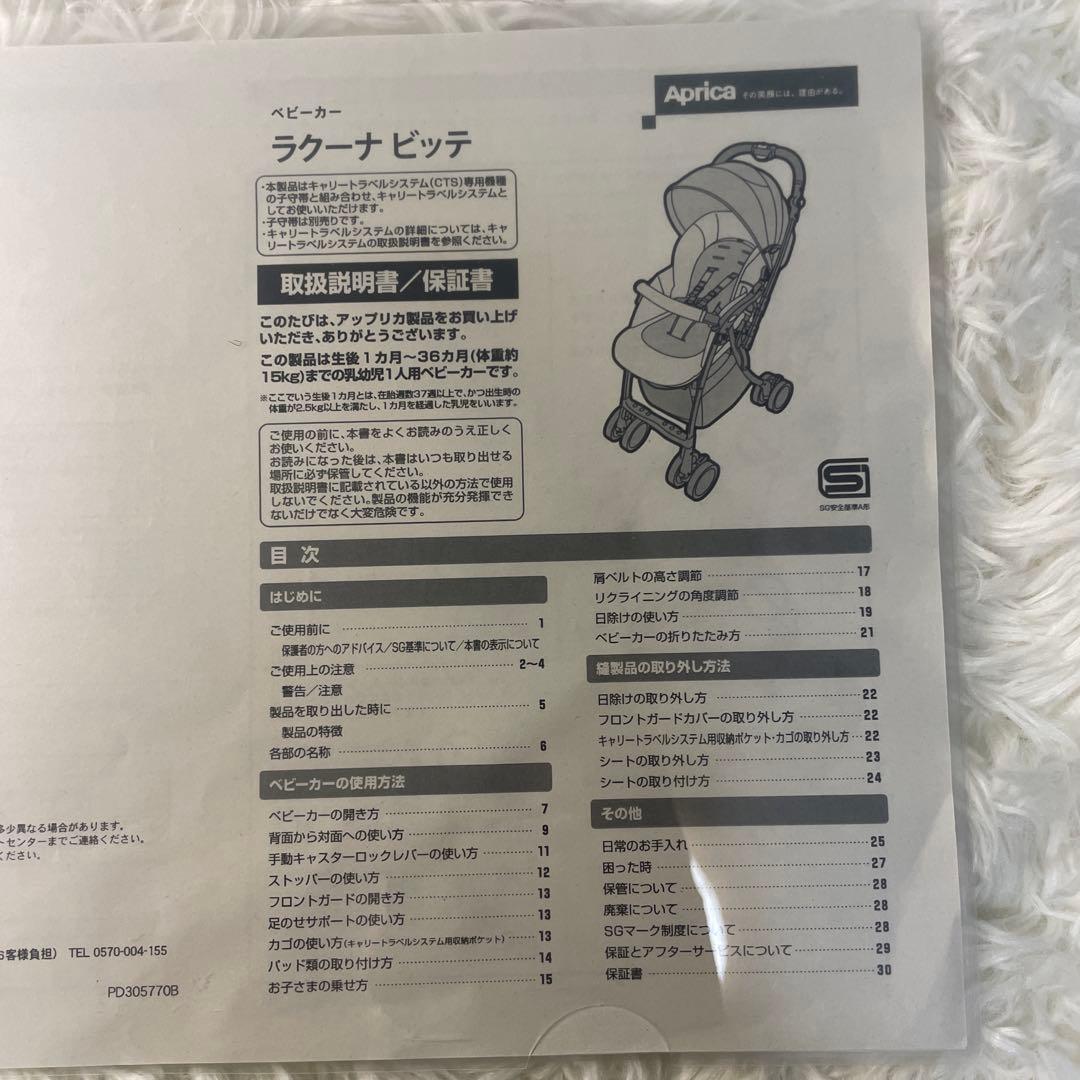 Aprica その笑顔には、理由がある。
ベビーカー
ラクーナ ビッテ
・本製品はキャリートラベルシステム(CTS)専用機種
の子守帯と組み合わせ、キャリートラベルシステムと
してお使いいただけます。
・子守帯は別売りです。
・キャリートラベルシステムの詳細については、キャ
リートラベルシステムの取扱説明書を参照ください。
取扱説明書／保証書
このたびは、アップリカ製品をお買い上げ
いただき、ありがとうございます。
この製品は生後1カ月～36カ月(体重約
15kg)までの乳幼児1人用ベビーカーです。
※ここでいう生後1カ月とは、在胎週数37週以上で、かつ出生時の
体重が2.5kg以上を満たし、1カ月を経過した乳児をいいます。
ご使用の前に、本書をよくお読みのうえ正しく
お使いください。
お読みになった後は、本書はいつも取り出せる
場所に必ず保管してください。
取扱説明書に記載されている以外の方法で使用
しないでください。製品の機能が充分発揮でき
ないだけでなく大変危険です。
SG安全基準A形
目 次
はじめに
ご使用前に 1
保護者の方へのアドバイス／SG基準について／本書の表示について
ご使用上の注意 2～4
警告／注意
製品を取り出した時に 5
製品の特徴
各部の名称 6
ベビーカーの使用方法
ベビーカーの開き方 7
背面から対面への使い方 9
手動キャスターロックレバーの使い方 11
ストッパーの使い方 12
フロントガードの開き方 13
足のせサポートの使い方 13
カゴの使い方(キャリートラベルシステム用収納ポケット) 13
パッド類の取り付け方 14
お子さまの乗せ方 15
肩ベルトの高さ調節 17
リクライニングの角度調節 18
日除けの使い方 19
ベビーカーの折りたたみ方 21
縫製品の取り外し方法
日除けの取り外し方 22
フロントガードカバーの取り外し方 22
キャリートラベルシステム用収納ポケット・カゴの取り外し方 22
シートの取り外し方 23
シートの取り付け方 24
その他
日常のお手入れ 25
困った時 27
保管について 28
廃棄について 28
SGマーク制度について 28
保証とアフターサービスについて 29
保証書 30
多少異なる場合があります。
ートセンターまでご連絡ください。
ください。
お客様負担） TEL 0570-004-155
PD305770B